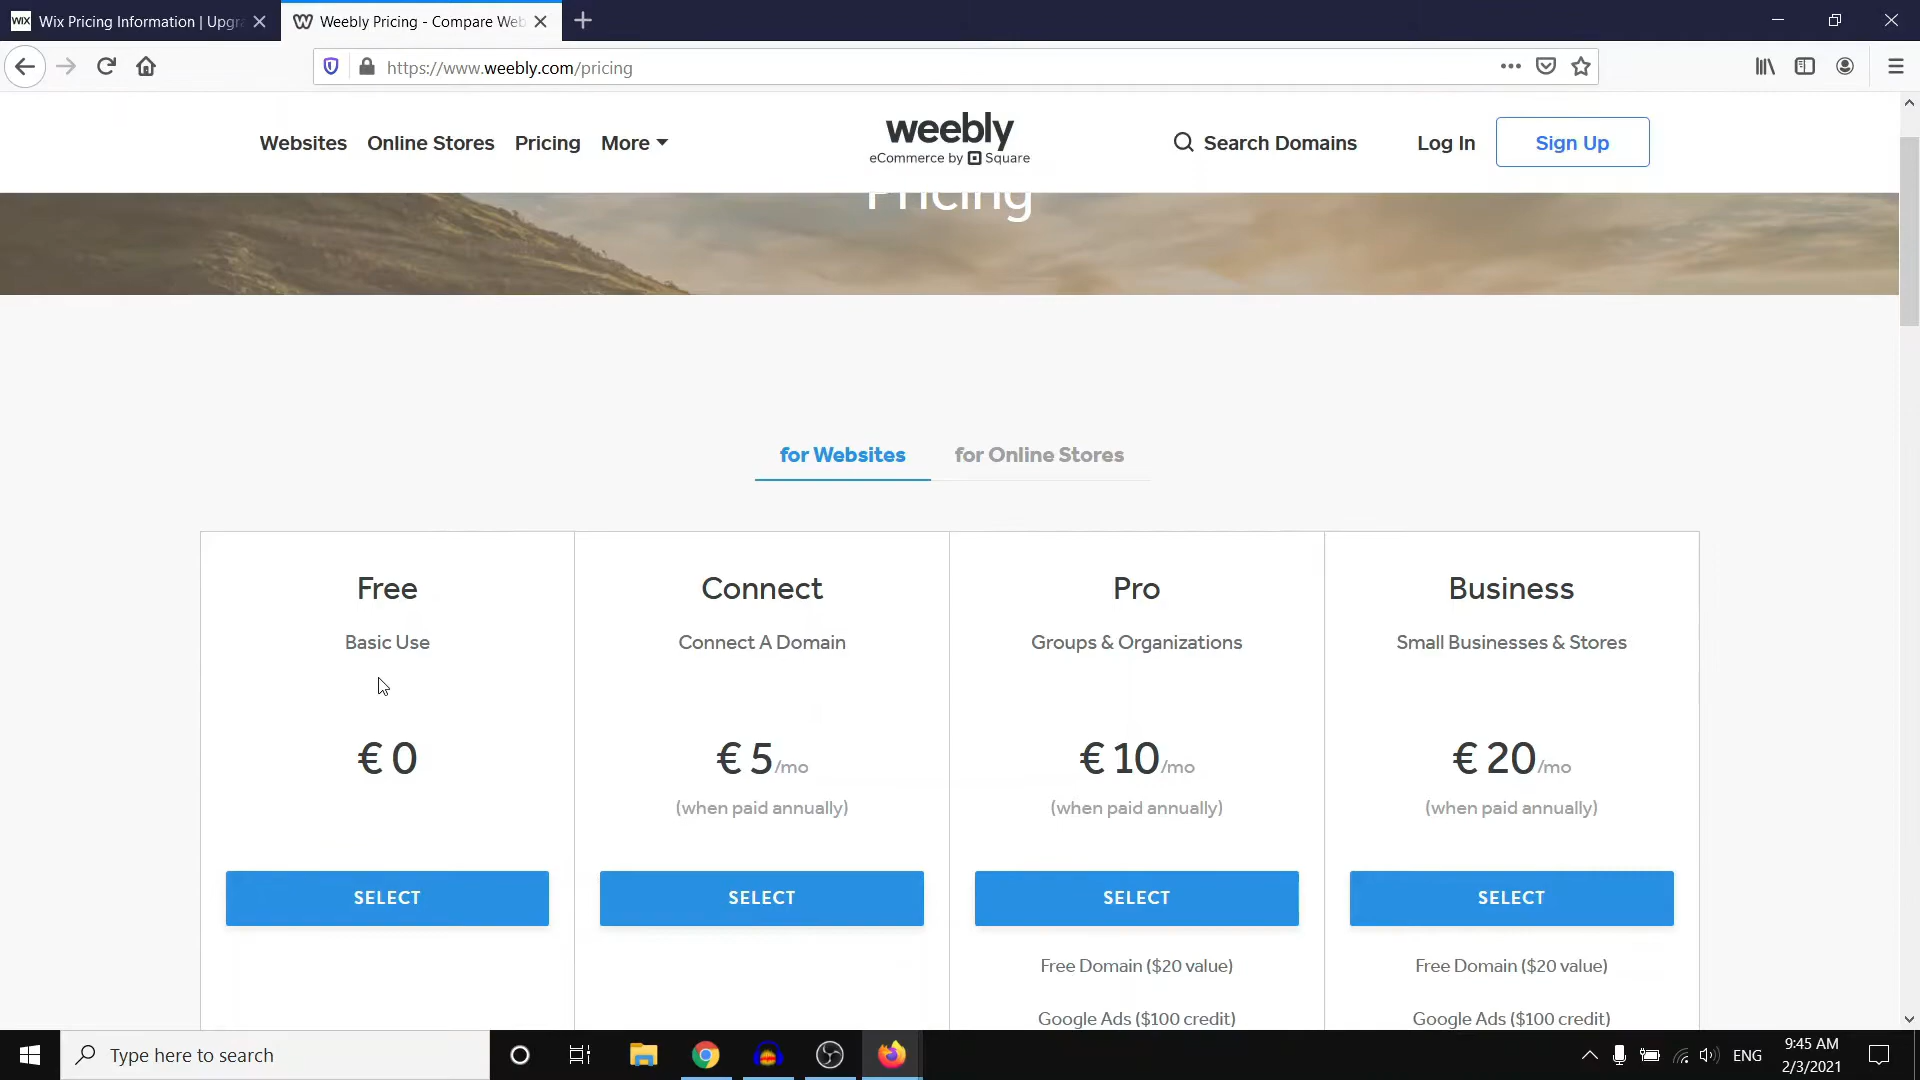 WIX Wix Pricing Information | Upgra
Weebly Pricing - Compare Web
https://www.weebly.com/pricing
Websites Online Stores Pricing More
weebly
eCommerce by Square
Search Domains Log In Sign Up
Pricing
for Websites for Online Stores
Free Connect Pro Business
Basic Use Connect A Domain Groups & Organizations Small Businesses & Stores
€ 0 € 5/mo € 10/mo € 20/mo
(when paid annually) (when paid annually) (when paid annually)
SELECT SELECT SELECT SELECT
Free Domain ($20 value) Free Domain ($20 value)
Google Ads ($100 credit) Google Ads ($100 credit)
Type here to search
ENG
9:45 AM
2/3/2021